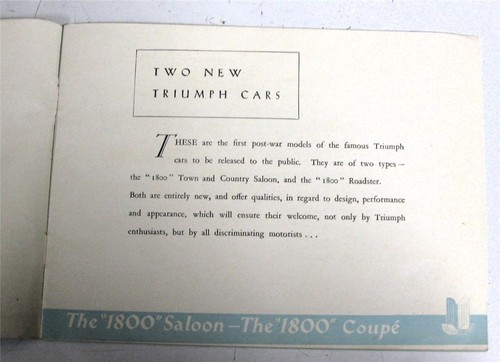 TWO NEW
TRIUMPH CARS
THESE are the first post-war models of the famous Triumph
cars to be released to the public. They are of two types—
the "1800" Town and Country Saloon, and the "1800" Roadster.
Both are entirely new, and offer qualities, in regard to design, performance
and appearance, which will ensure their welcome, not only by Triumph
enthusiasts, but by all discriminating motorists . . .
The "1800" Saloon – The "1800" Coupé